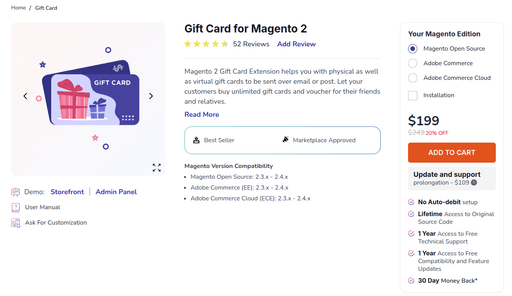 Home / Gift Card
GIFT CARD
Demo: Storefront | Admin Panel
User Manual
Ask For Customization
Gift Card for Magento 2
52 Reviews Add Review
Magento 2 Gift Card Extension helps you with physical as well
as virtual gift cards to be sent over email or post. Let your
customers buy unlimited gift cards and voucher for their friends
and relatives.
Read More
Best Seller Marketplace Approved
Magento Version Compatibility
• Magento Open Source: 2.3.x - 2.4.x
• Adobe Commerce (EE): 2.3.x - 2.4.x
• Adobe Commerce Cloud (ECE): 2.3.x - 2.4.x
Your Magento Edition
Magento Open Source
Adobe Commerce
Adobe Commerce Cloud
Installation
$199
$249 20% OFF
ADD TO CART
Update and support
prolongation - $109 ?
No Auto-debit setup
Lifetime Access to Original
Source Code
1 Year Access to Free
Technical Support
1 Year Access to Free
Compatibility and Feature
Updates
30 Day Money Back*